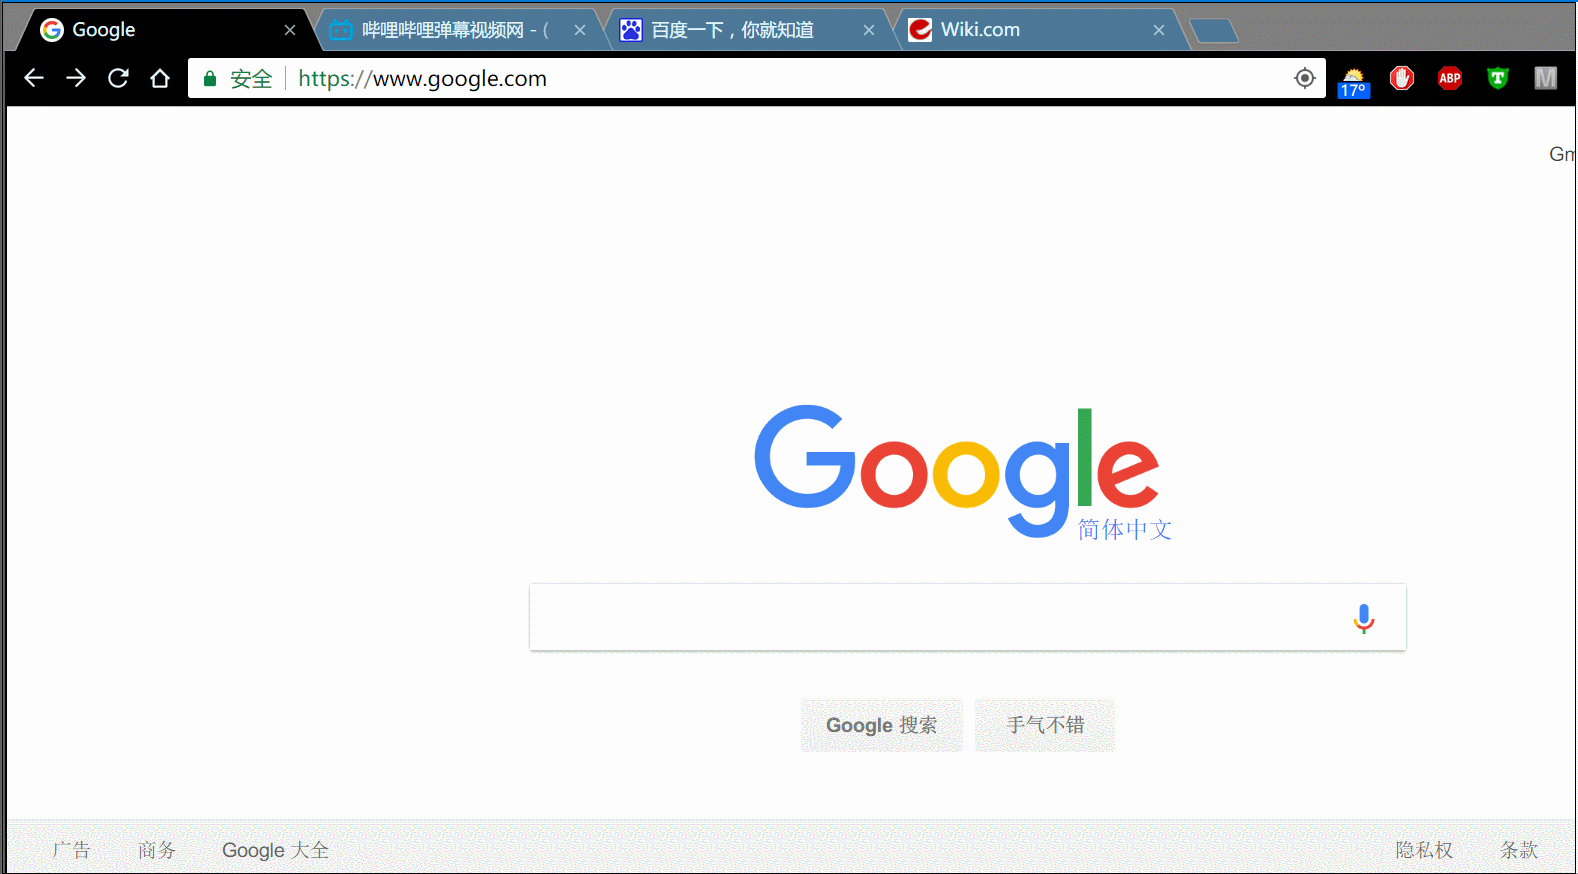 Google
哔哩哔哩弹幕视频网 - (
百度一下，你就知道
Wiki.com
安全 https://www.google.com
17°
ABP
T
M
Gm
Google
简体中文
Google 搜索
手气不错
广告 商务 Google 大全 隐私权 条款